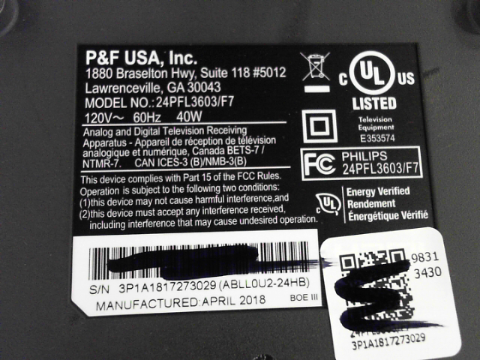 P&F USA, Inc.
1880 Braselton Hwy, Suite 118 #5012
Lawrenceville, GA 30043
MODEL NO.:24PFL3603/F7
120V～ 60Hz 40W
Analog and Digital Television Receiving
Apparatus - Appareil de réception de télévision
analogique et numérique, Canada BETS-7 /
NTMR-7. CAN ICES-3 (B)/NMB-3(B)
This device complies with Part 15 of the FCC Rules.
Operation is subject to the following two conditions:
(1)this device may not cause harmful interference,and
(2)this device must accept any interference received,
including interference that may cause undesired operation.
C UL US
LISTED
Television
Equipment
E353574
FC PHILIPS
24PFL3603/F7
UL
Energy Verified
Rendement
Énergétique Vérifié
S/N 3P1A1817273029 (ABLL0U2-24HB)
MANUFACTURED:APRIL 2018 BOE III
9831
3430
3P1A1817273029